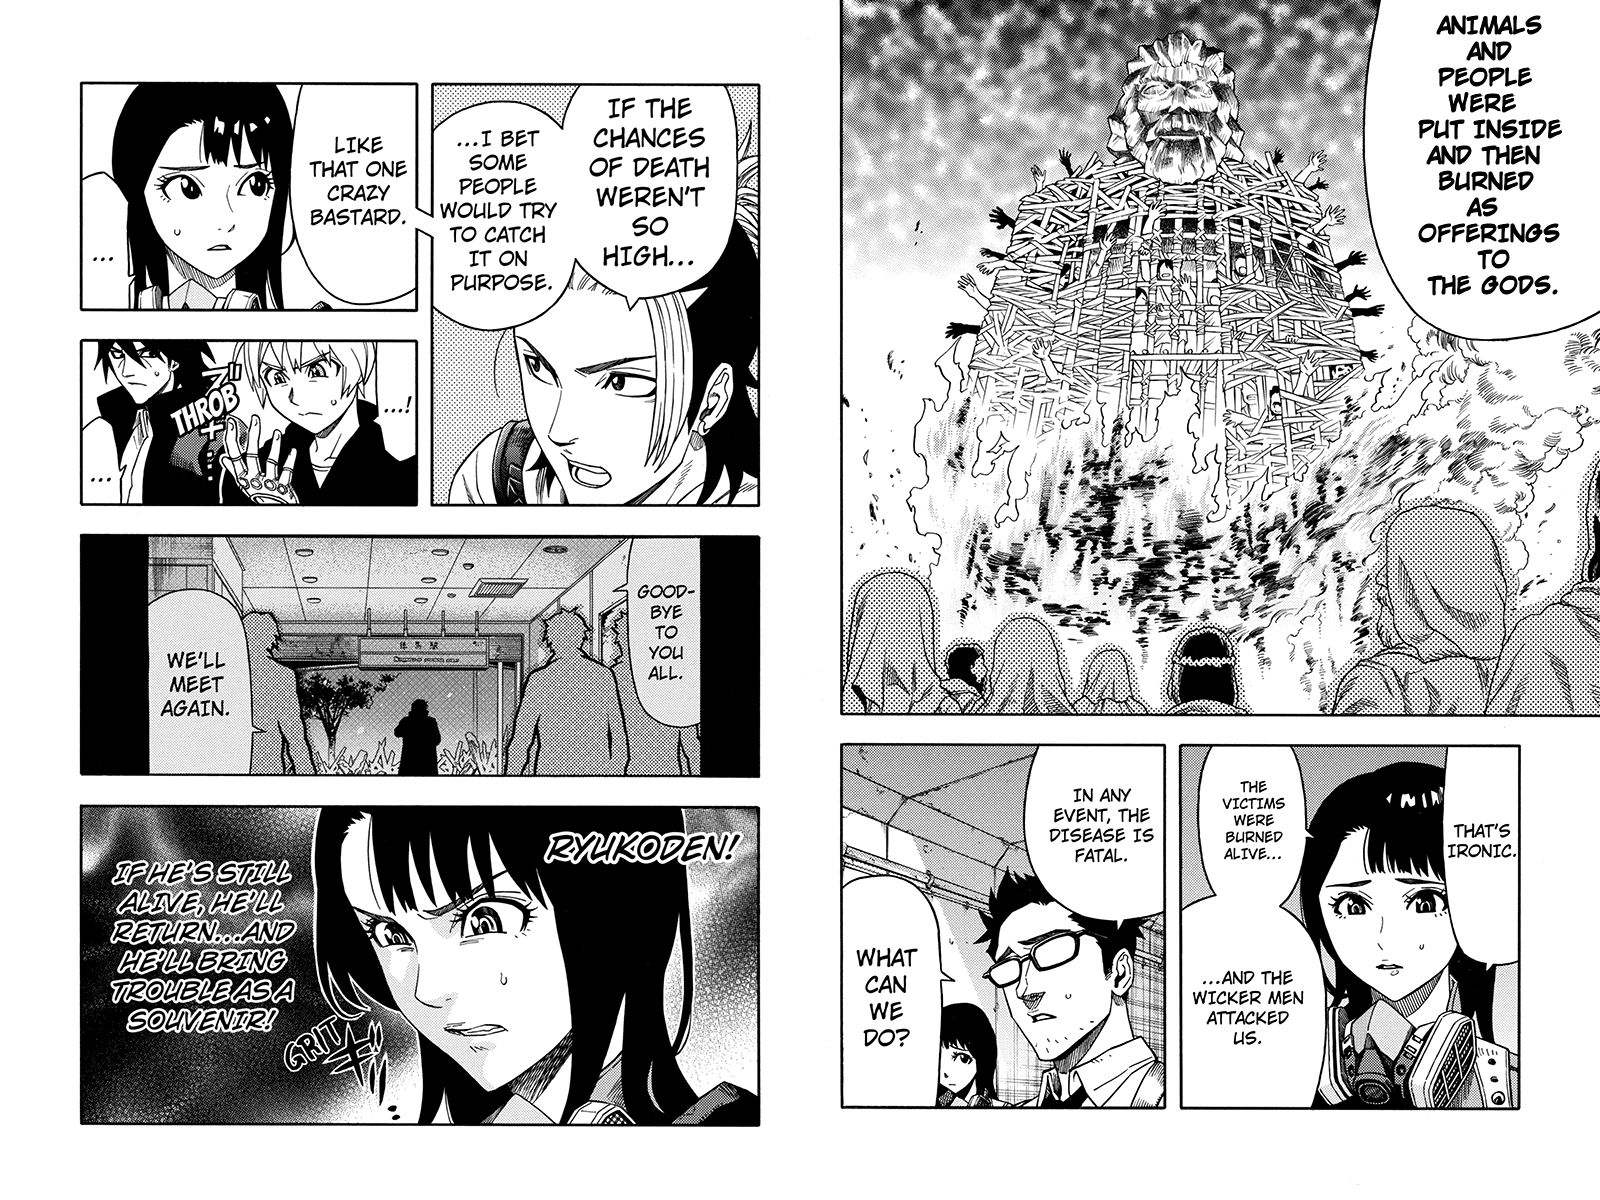 ANIMALS
AND
PEOPLE
WERE
PUT INSIDE
AND THEN
BURNED
AS
OFFERINGS
TO
THE GODS.
THAT'S
IRONIC.
THE
VICTIMS
WERE
BURNED
ALIVE...
...AND THE
WICKER MEN
ATTACKED
US.
IN ANY
EVENT, THE
DISEASE IS
FATAL.
WHAT
CAN
WE
DO?
IF THE
CHANCES
OF DEATH
WEREN'T
SO
HIGH...
...I BET
SOME
PEOPLE
WOULD TRY
TO CATCH
IT ON
PURPOSE.
LIKE
THAT ONE
CRAZY
BASTARD.
...
...!
ブ
THROB
...
GOOD-
BYE TO
YOU
ALL.
WE'LL
MEET
AGAIN.
RYUKODEN!
IF HE'S STILL
ALIVE, HE'LL
RETURN...AND
HE'LL BRING
TROUBLE AS A
SOUVENIR!
GRIT
ギ